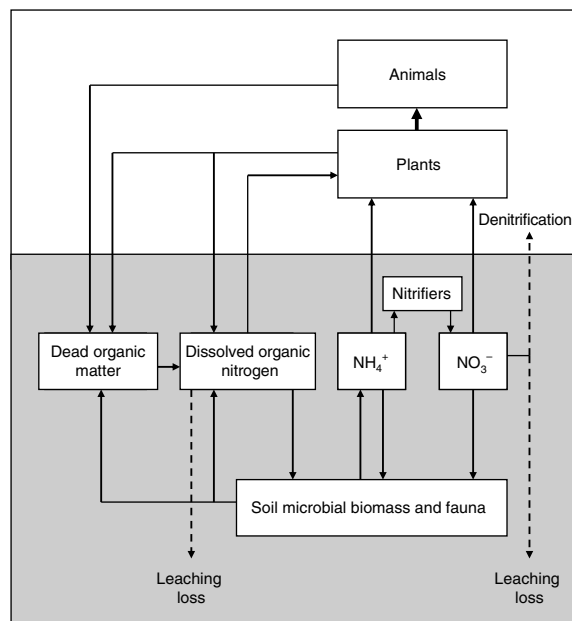 Animals
Plants
Denitrification
Nitrifiers
Dead organic
matter
Dissolved organic
nitrogen
NH₄⁺
NO₃⁻
Soil microbial biomass and fauna
Leaching
loss
Leaching
loss